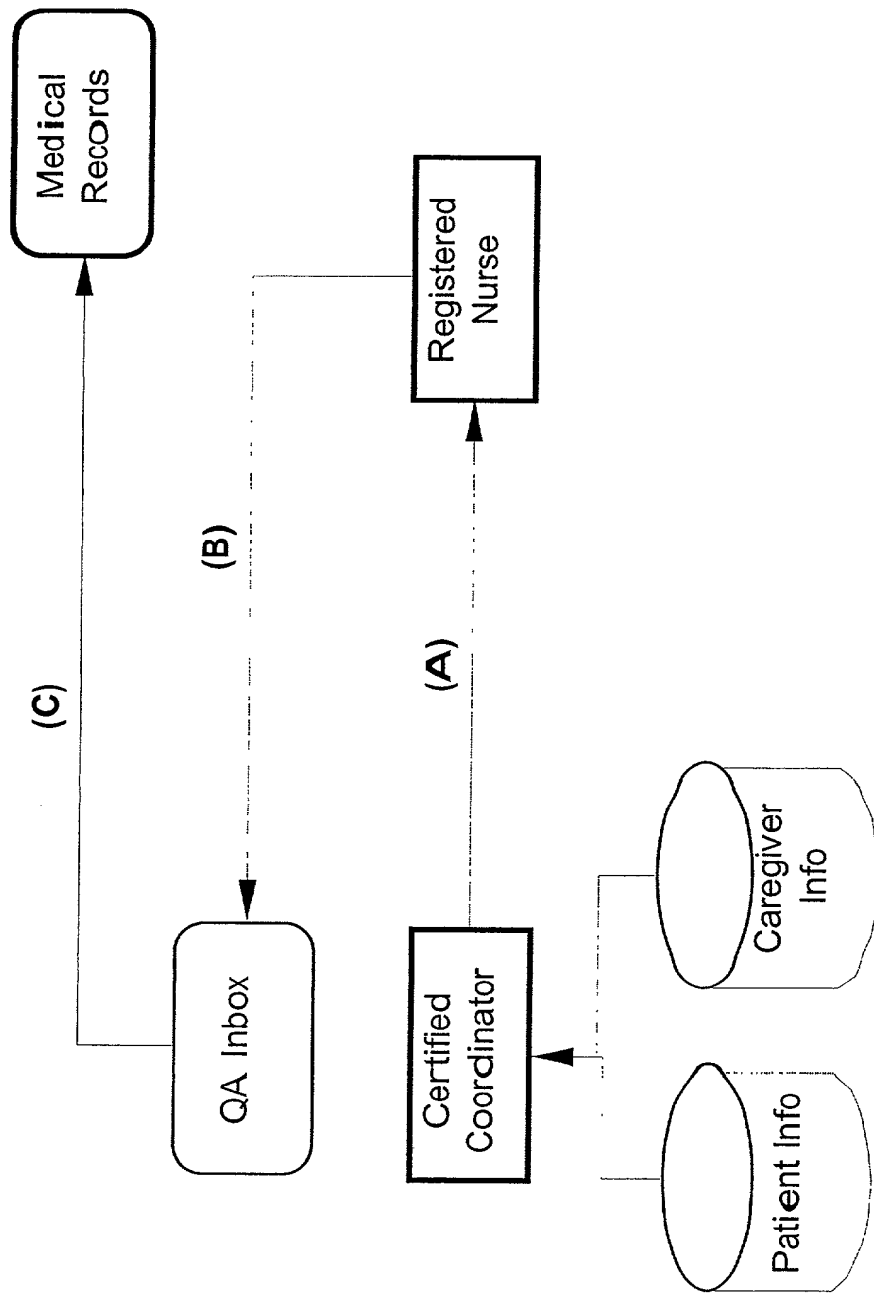 Medical
Records
(C)
QA Inbox
(B)
Registered
Nurse
(A)
Certified
Coordinator
Caregiver
Info
Patient Info